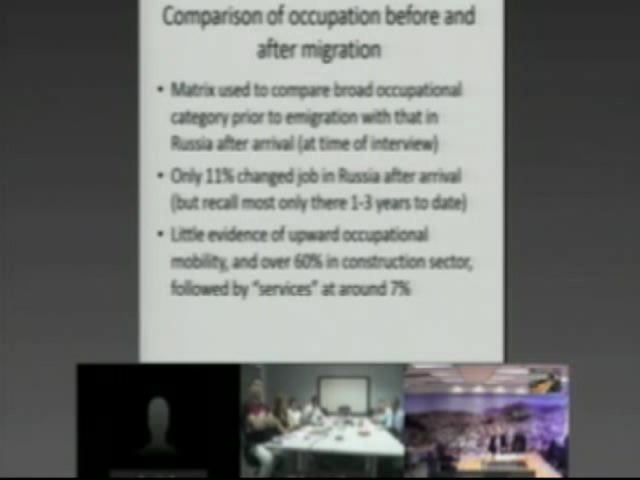 Comparison of occupation before and
after migration
• Matrix used to compare broad occupational
category prior to emigration with that in
Russia after arrival (at time of interview)
• Only 11% changed job in Russia after arrival
(but recall most only there 1-3 years to date)
• Little evidence of upward occupational
mobility, and over 60% in construction sector,
followed by “services” at around 7%